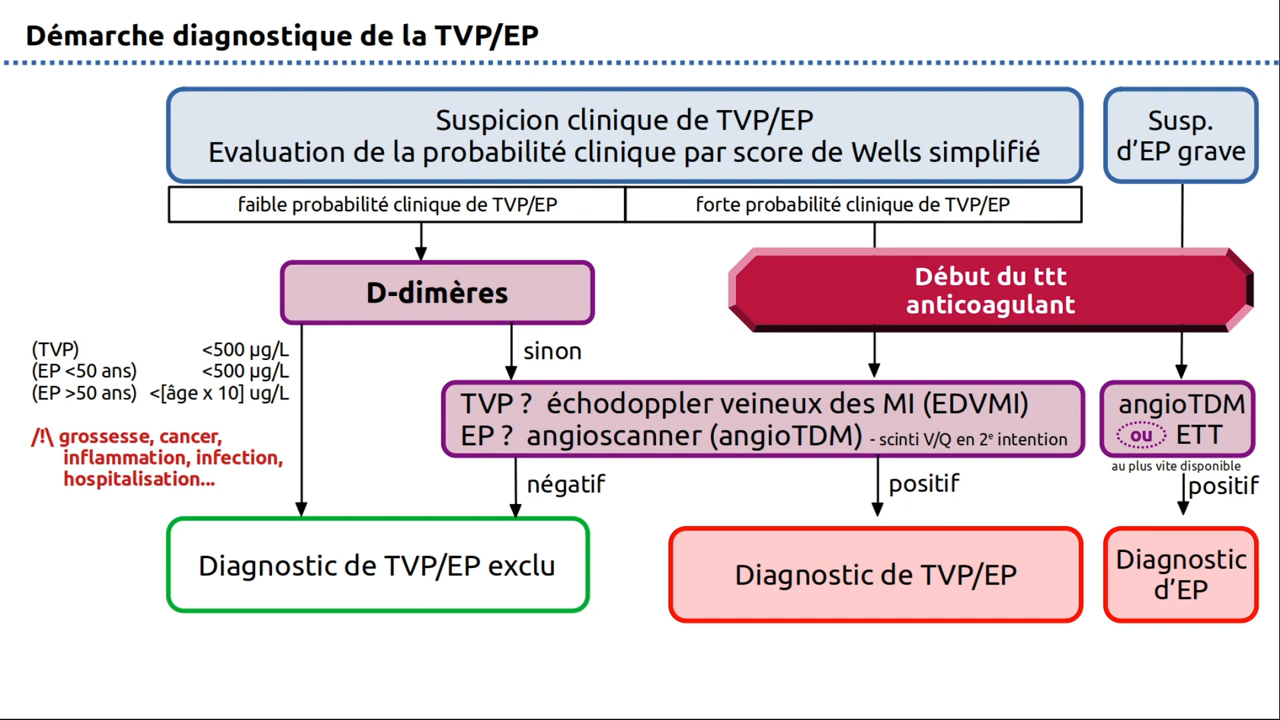 Démarche diagnostique de la TVP/EP
Suspicion clinique de TVP/EP
Evaluation de la probabilité clinique par score de Wells simplifié
Susp.
d’EP grave
faible probabilité clinique de TVP/EP
forte probabilité clinique de TVP/EP
D-dimères
Début du ttt
anticoagulant
(TVP) <500 µg/L
(EP <50 ans) <500 µg/L
(EP >50 ans) <[âge x 10] ug/L
sinon
/!\ grossesse, cancer,
inflammation, infection,
hospitalisation...
TVP ? échodoppler veineux des MI (EDVMI)
EP ? angioscanner (angioTDM) - scinti V/Q en 2e intention
angioTDM
ou ETT
au plus vite disponible
négatif
positif
positif
Diagnostic de TVP/EP exclu
Diagnostic de TVP/EP
Diagnostic
d’EP